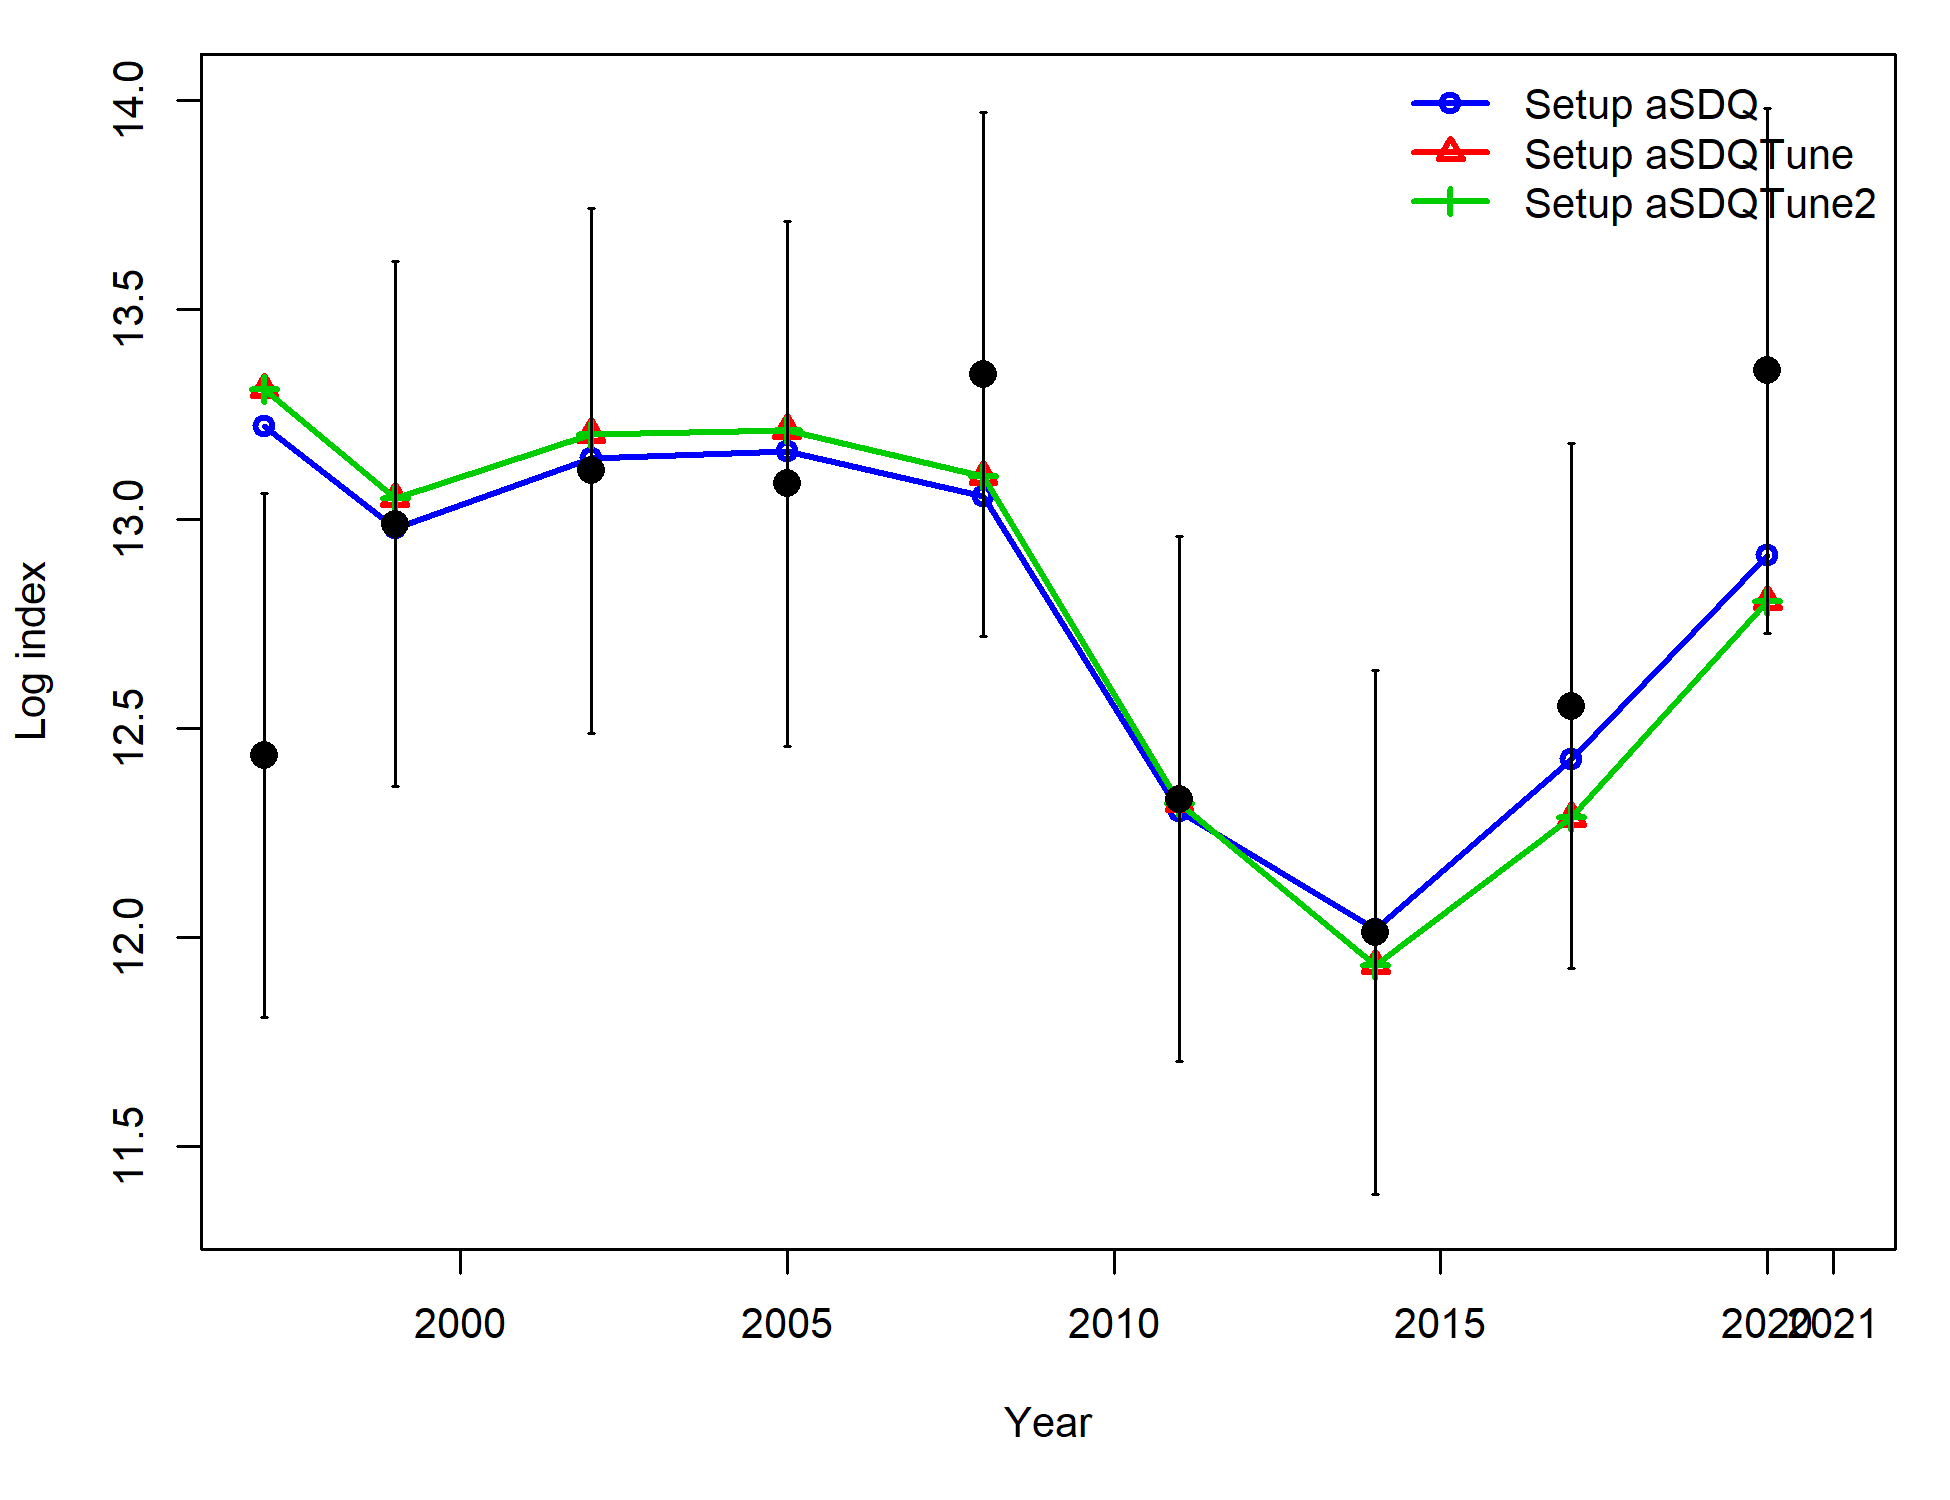 Setup aSDQ
Setup aSDQTune
Setup aSDQTune2
14.0
13.5
13.0
12.5
12.0
11.5
Log index
2000 2005 2010 2015 2020 2021
Year